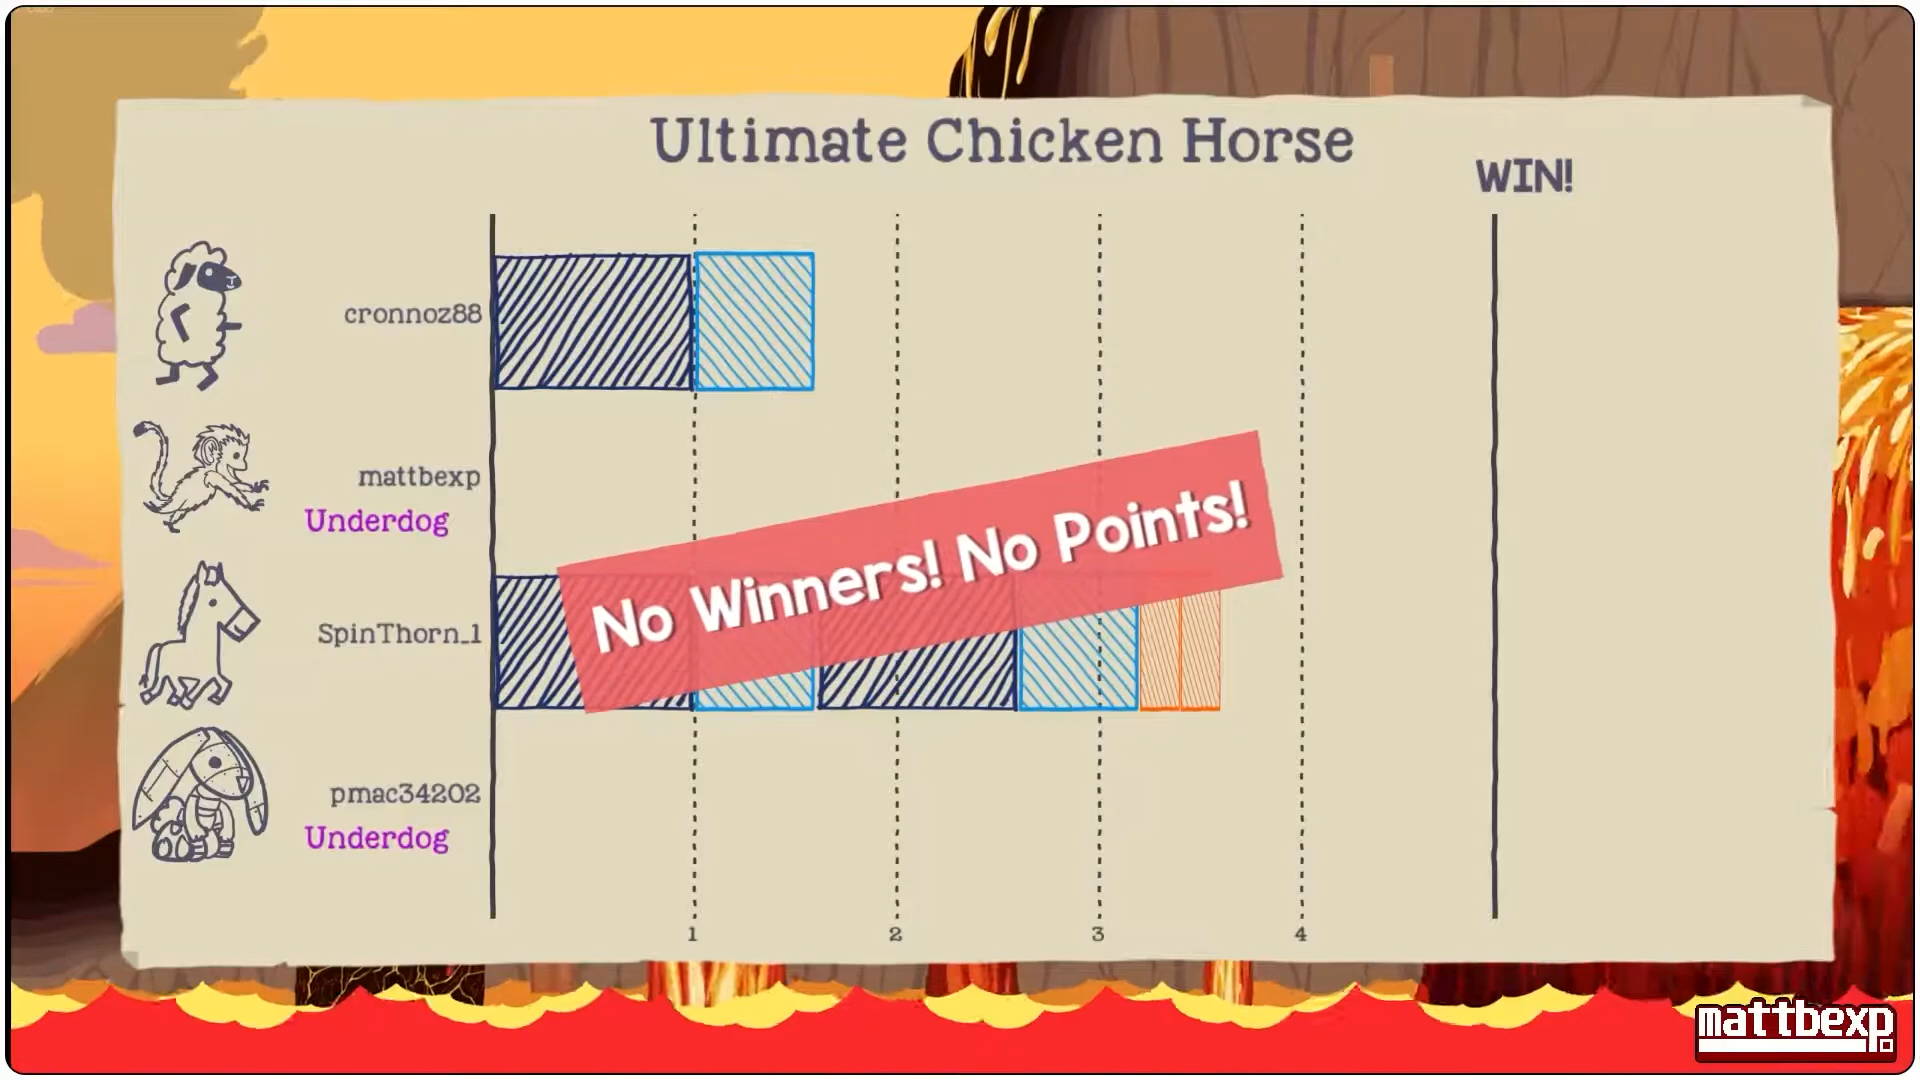 Ultimate Chicken Horse
WIN!
cronnoz88
mattbexp
Underdog
No Winners! No Points!
SpinThorn_1
pmac34202
Underdog
1 2 3 4
mattbexp